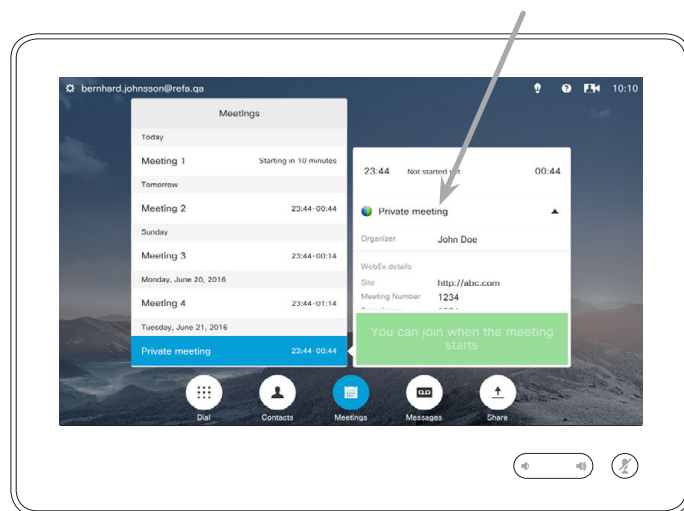 bernhard.johnsson@refa.qa
10:10
Meetings
Today
Meeting 1 Starting in 10 minutes
Tomorrow
Meeting 2 23:44-00:44
Sunday
Meeting 3 23:44-00:14
Monday, June 20, 2016
Meeting 4 23:44-01:14
Tuesday, June 21, 2016
Private meeting 23:44-00:44
23:44 Not started yet 00:44
Private meeting
Organizer John Doe
WebEx details
Site http://abc.com
Meeting Number 1234
You can join when the meeting
starts
Dial
Contacts
Meetings
Messages
Share